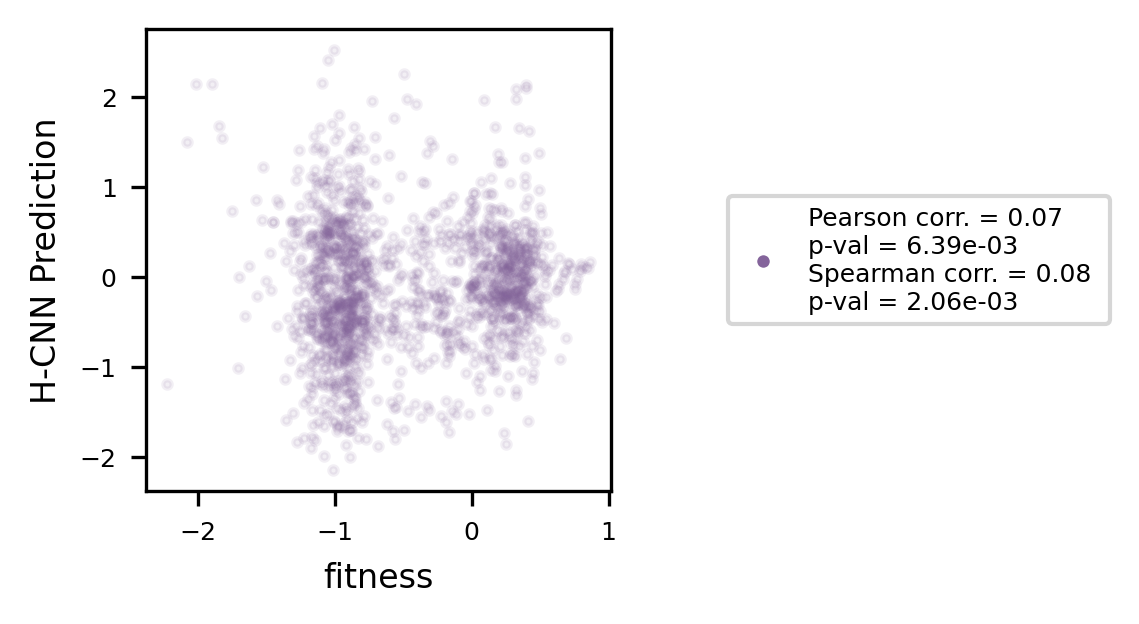 H-CNN Prediction
2
1
0
−1
−2
−2
−1
0
1
fitness
Pearson corr. = 0.07
p-val = 6.39e-03
Spearman corr. = 0.08
p-val = 2.06e-03